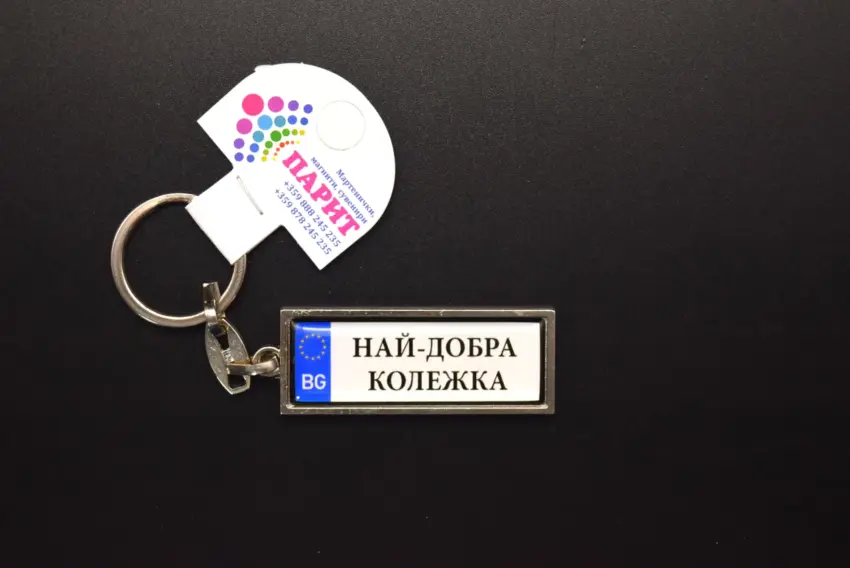 ПАРИТ
Мартенички,
магнити, сувенири
+359 888 245 235
+359 878 245 235
BG
НАЙ-ДОБРА
КОЛЕЖКА